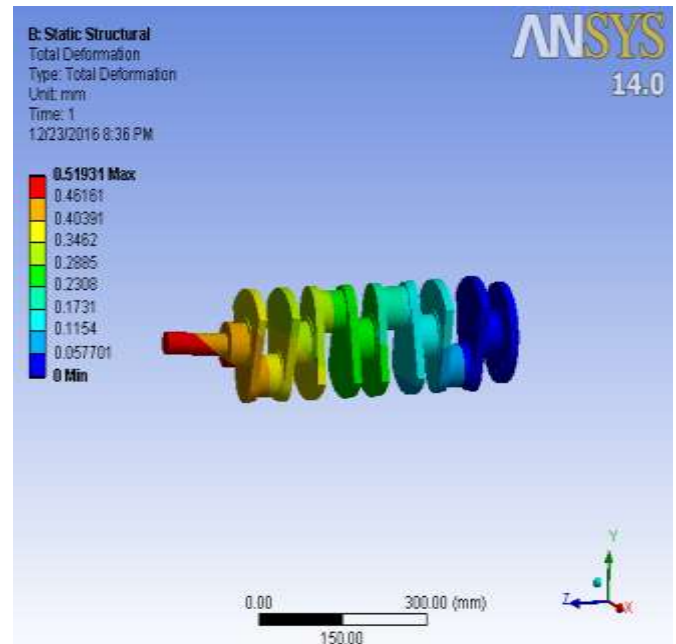 B: Static Structural
Total Deformation
Type: Total Deformation
Unit: mm
Time: 1
12/23/2016 8:36 PM
ANSYS
14.0
0.51931 Max
0.46161
0.40391
0.3462
0.2885
0.2308
0.1731
0.1154
0.057701
0 Min
0.00 300.00 (mm)
150.00
Y
Z X